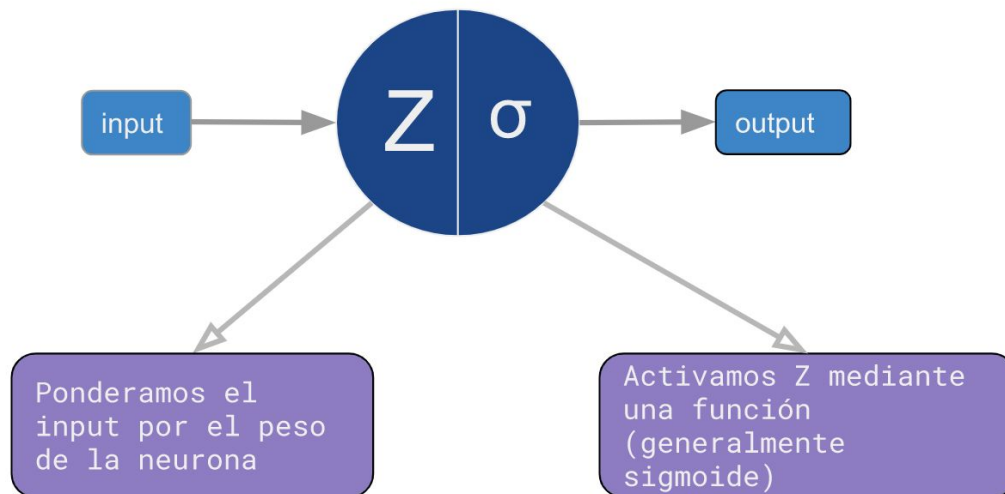 input
Z
σ
output
Ponderamos el
input por el peso
de la neurona
Activamos Z mediante
una función
(generalmente
sigmoide)